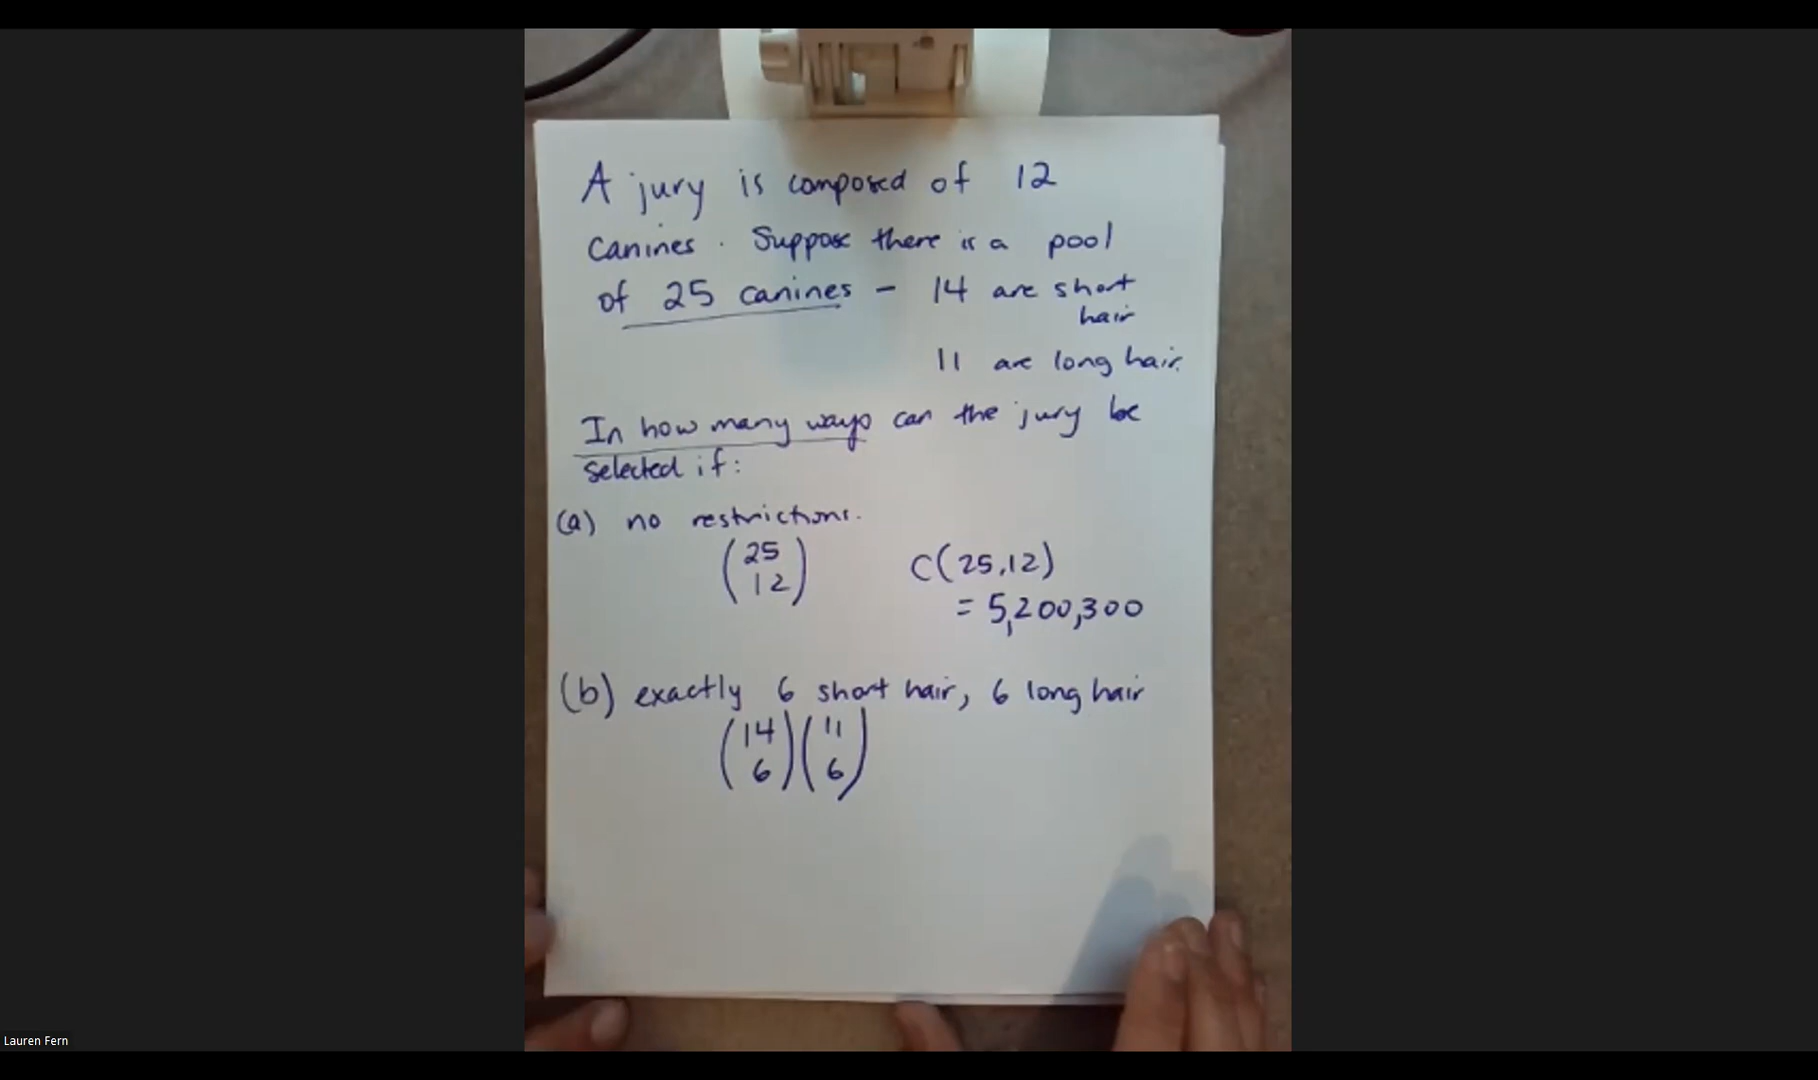 A jury is composed of 12
canines. Suppose there is a pool
of 25 canines - 14 are short
hair
11 are long hair.
In how many ways can the jury be
selected if:
(a) no restrictions.
(25 12) C(25,12)
= 5,200,300
(b) exactly 6 short hair, 6 long hair
(14 6)(11 6)
Lauren Fern